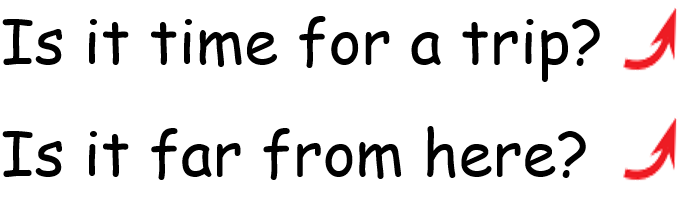 Is it time for a trip?
Is it far from here?